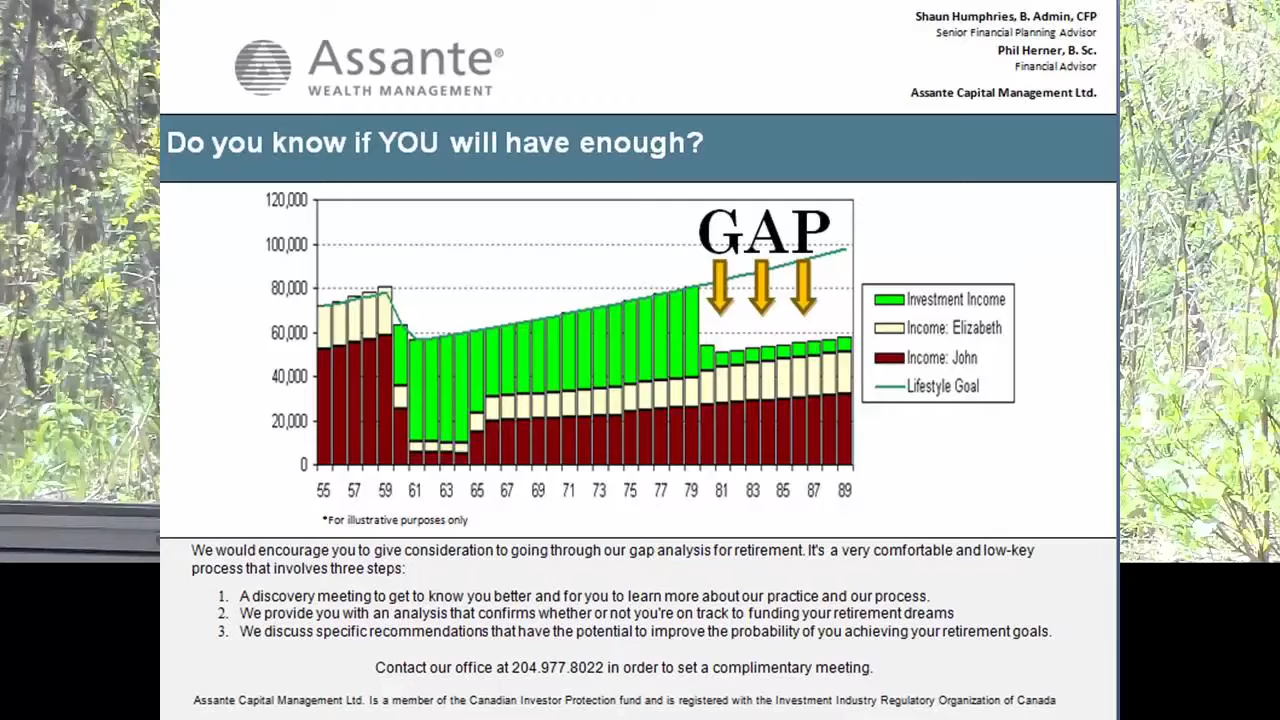 Shaun Humphries, B. Admin, CFP
Senior Financial Planning Advisor
Phil Herner, B. Sc.
Financial Advisor
Assante Capital Management Ltd.
Assante®
WEALTH MANAGEMENT
Do you know if YOU will have enough?
120,000
100,000
80,000
60,000
40,000
20,000
0
GAP
55 57 59 61 63 65 67 69 71 73 75 77 79 81 83 85 87 89
Investment Income
Income: Elizabeth
Income: John
Lifestyle Goal
*For illustrative purposes only
We would encourage you to give consideration to going through our gap analysis for retirement. It's a very comfortable and low-key
process that involves three steps:
1. A discovery meeting to get to know you better and for you to learn more about our practice and our process.
2. We provide you with an analysis that confirms whether or not you're on track to funding your retirement dreams
3. We discuss specific recommendations that have the potential to improve the probability of you achieving your retirement goals.
Contact our office at 204.977.8022 in order to set a complimentary meeting.
Assante Capital Management Ltd. Is a member of the Canadian Investor Protection fund and is registered with the Investment Industry Regulatory Organization of Canada